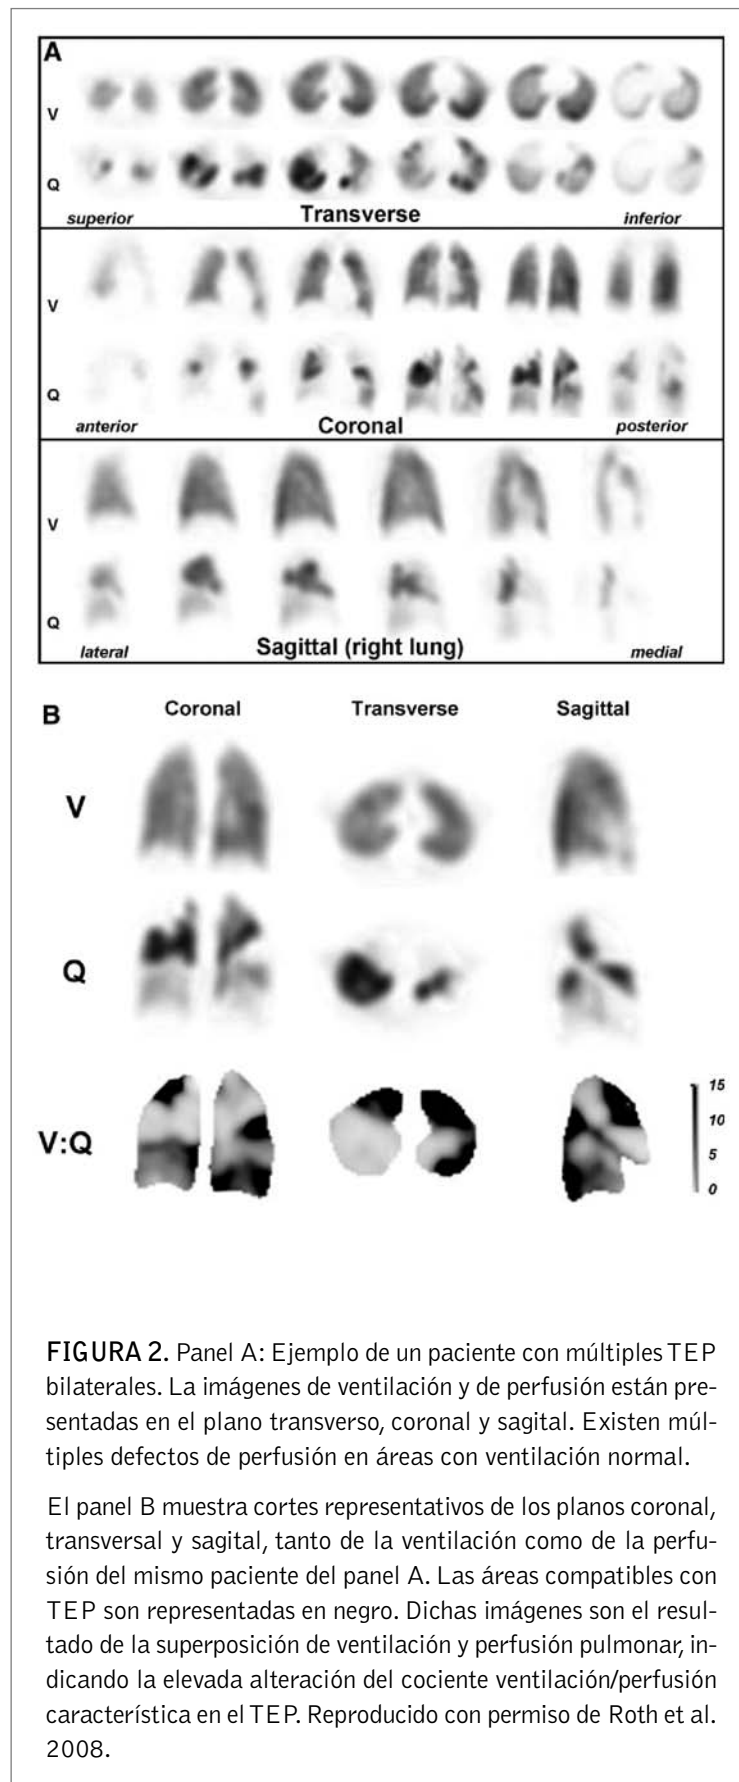 A
V
Q
superior
Transverse
inferior
V
Q
anterior
Coronal
posterior
V
Q
lateral
Sagittal (right lung)
medial
B
Coronal
Transverse
Sagittal
V
Q
V:Q
15
10
5
0
FIGURA 2. Panel A: Ejemplo de un paciente con múltiples TEP
bilaterales. La imágenes de ventilación y de perfusión están pre-
sentadas en el plano transverso, coronal y sagital. Existen múl-
tiples defectos de perfusión en áreas con ventilación normal.
El panel B muestra cortes representativos de los planos coronal,
transversal y sagital, tanto de la ventilación como de la perfu-
sión del mismo paciente del panel A. Las áreas compatibles con
TEP son representadas en negro. Dichas imágenes son el resul-
tado de la superposición de ventilación y perfusión pulmonar, in-
dicando la elevada alteración del cociente ventilación/perfusión
característica en el TEP. Reproducido con permiso de Roth et al.
2008.